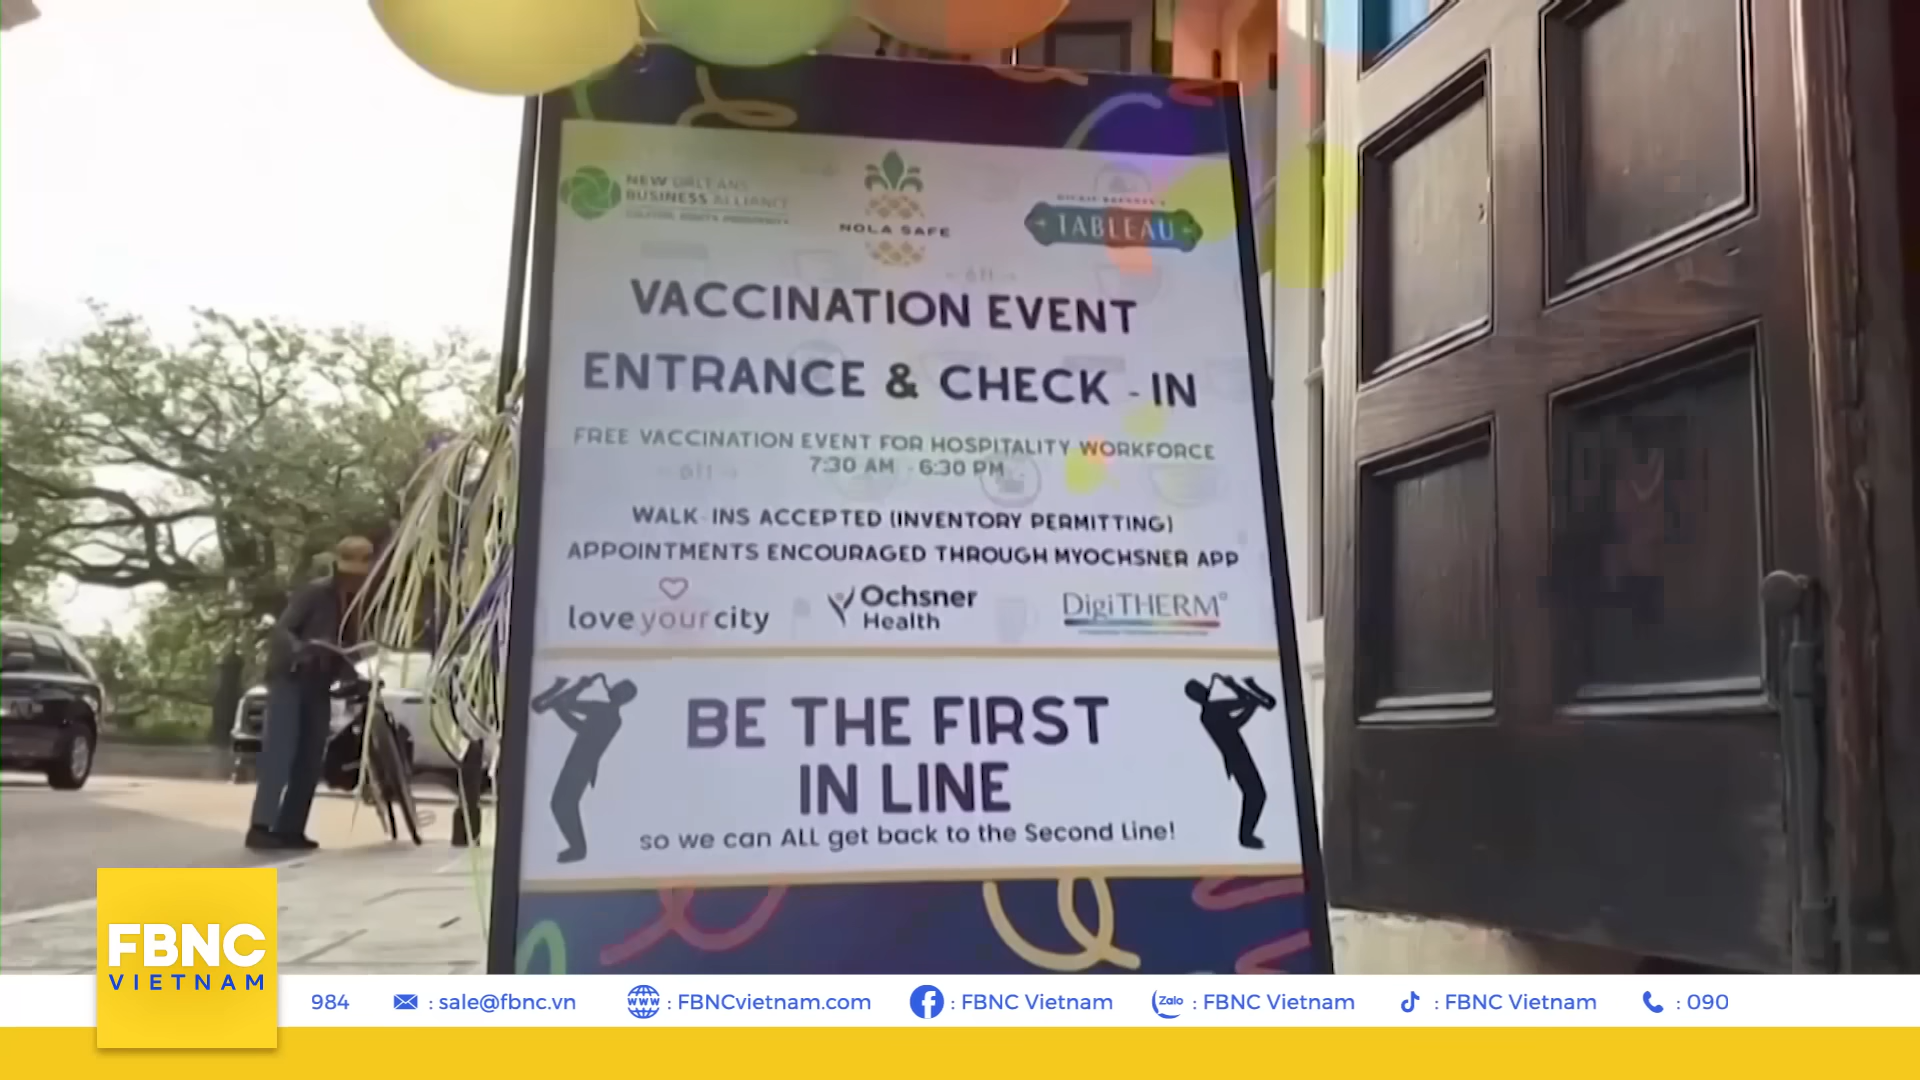 NEW ORLEANS
BUSINESS ALLIANCE
NOLA SAFE
TABLEAU
VACCINATION EVENT
ENTRANCE & CHECK - IN
FREE VACCINATION EVENT FOR HOSPITALITY WORKFORCE
7:30 AM - 6:30 PM
WALK-INS ACCEPTED (INVENTORY PERMITTING)
APPOINTMENTS ENCOURAGED THROUGH MYOCHSNER APP
love your city
Ochsner
Health
DigiTHERM
BE THE FIRST
IN LINE
so we can ALL get back to the Second Line!
FBNC
VIETNAM
984 : sale@fbnc.vn www : FBNCvietnam.com : FBNC Vietnam Zalo : FBNC Vietnam : FBNC Vietnam : 090